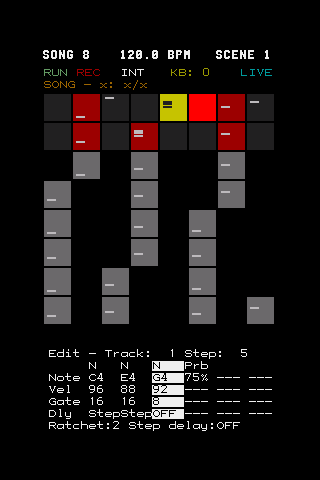 SONG 8 120.0 BPM SCENE 1
RUN REC INT KB: O LIVE
SONG - x: x/x
Edit - Track: 1 Step: 5
N N N Prb
Note C4 E4 G4 75% --- ---
Vel 96 88 92 --- --- ---
Gate 16 16 8 --- --- ---
Dly StepStepOFF --- --- ---
Ratchet:2 Step delay:OFF